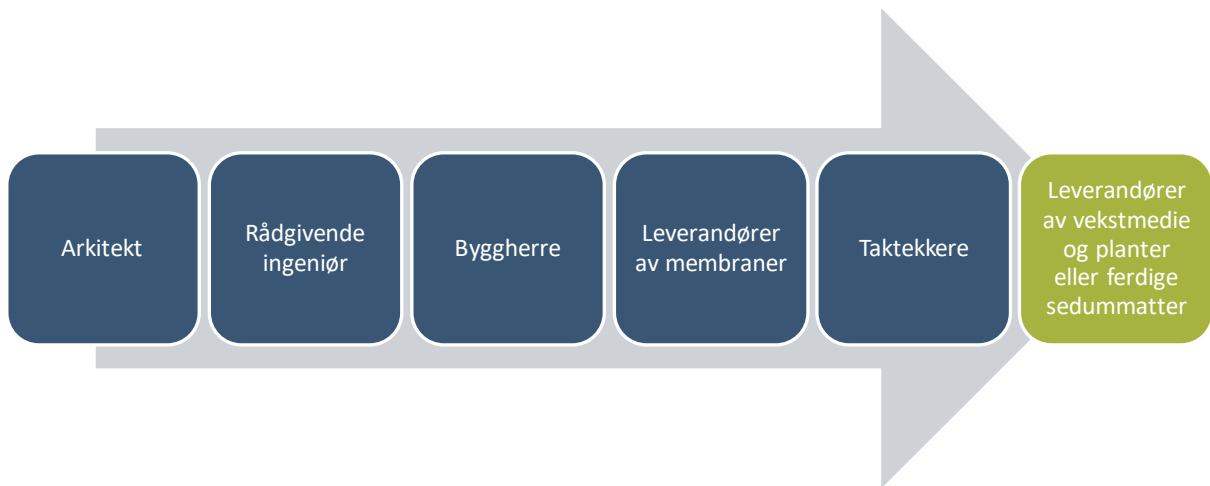 Arkitekt
Rådgivende
ingeniør
Byggherre
Leverandører
av membraner
Taktekkere
Leverandører
av vekstmedie
og planter
eller ferdige
sedummatter